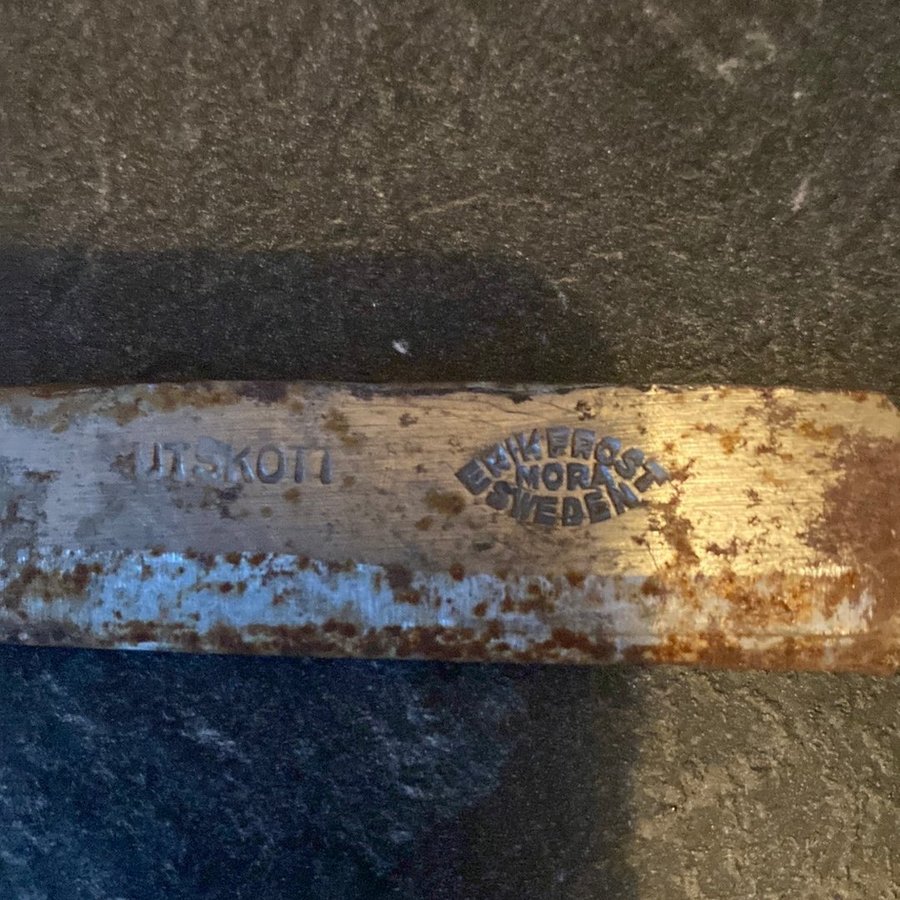 UTSKOTT
ERIK FROST
MORA
SWEDEN